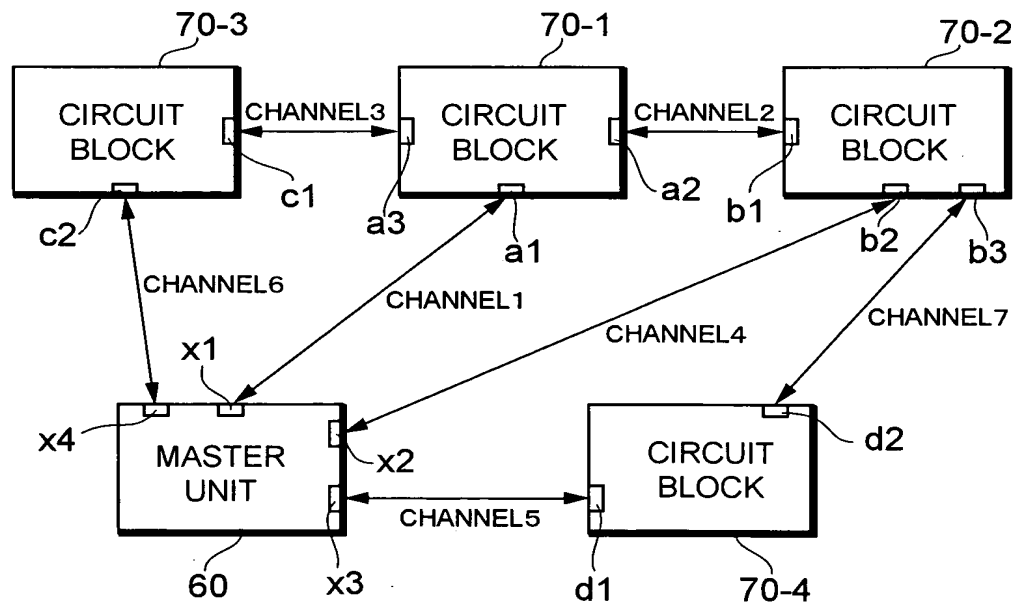 70-3
70-1
70-2
CIRCUIT
BLOCK
CHANNEL3
CIRCUIT
BLOCK
CHANNEL2
CIRCUIT
BLOCK
c2
c1
a3
a1
a2
b1
b2
b3
CHANNEL6
CHANNEL1
CHANNEL4
CHANNEL7
x1
x4
MASTER
UNIT
x2
x3
CHANNEL5
CIRCUIT
BLOCK
d2
60
d1
70-4